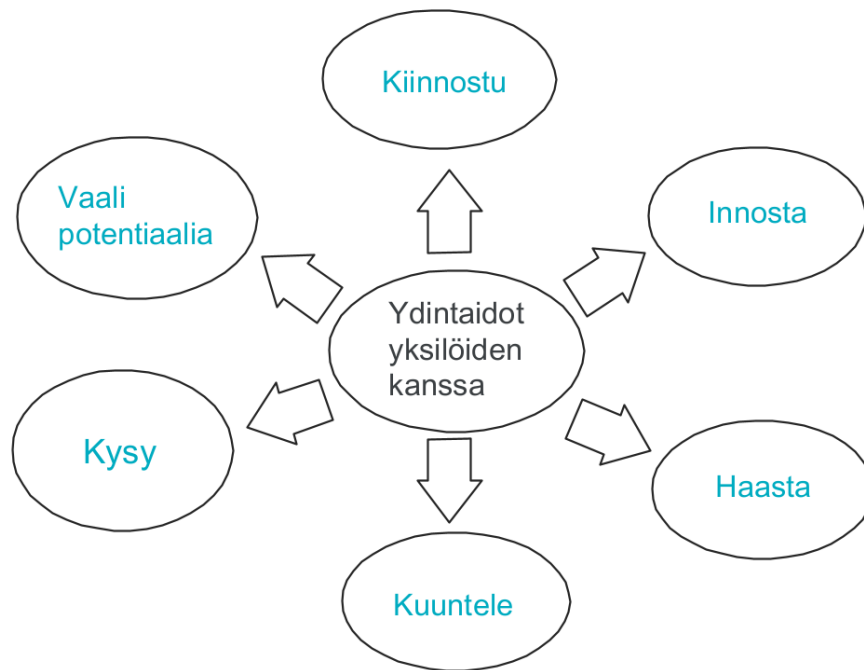 Kiinnostu
Vaali
potentiaalia
Innosta
Ydintaidot
yksilöiden
kanssa
Kysy
Haasta
Kuuntele